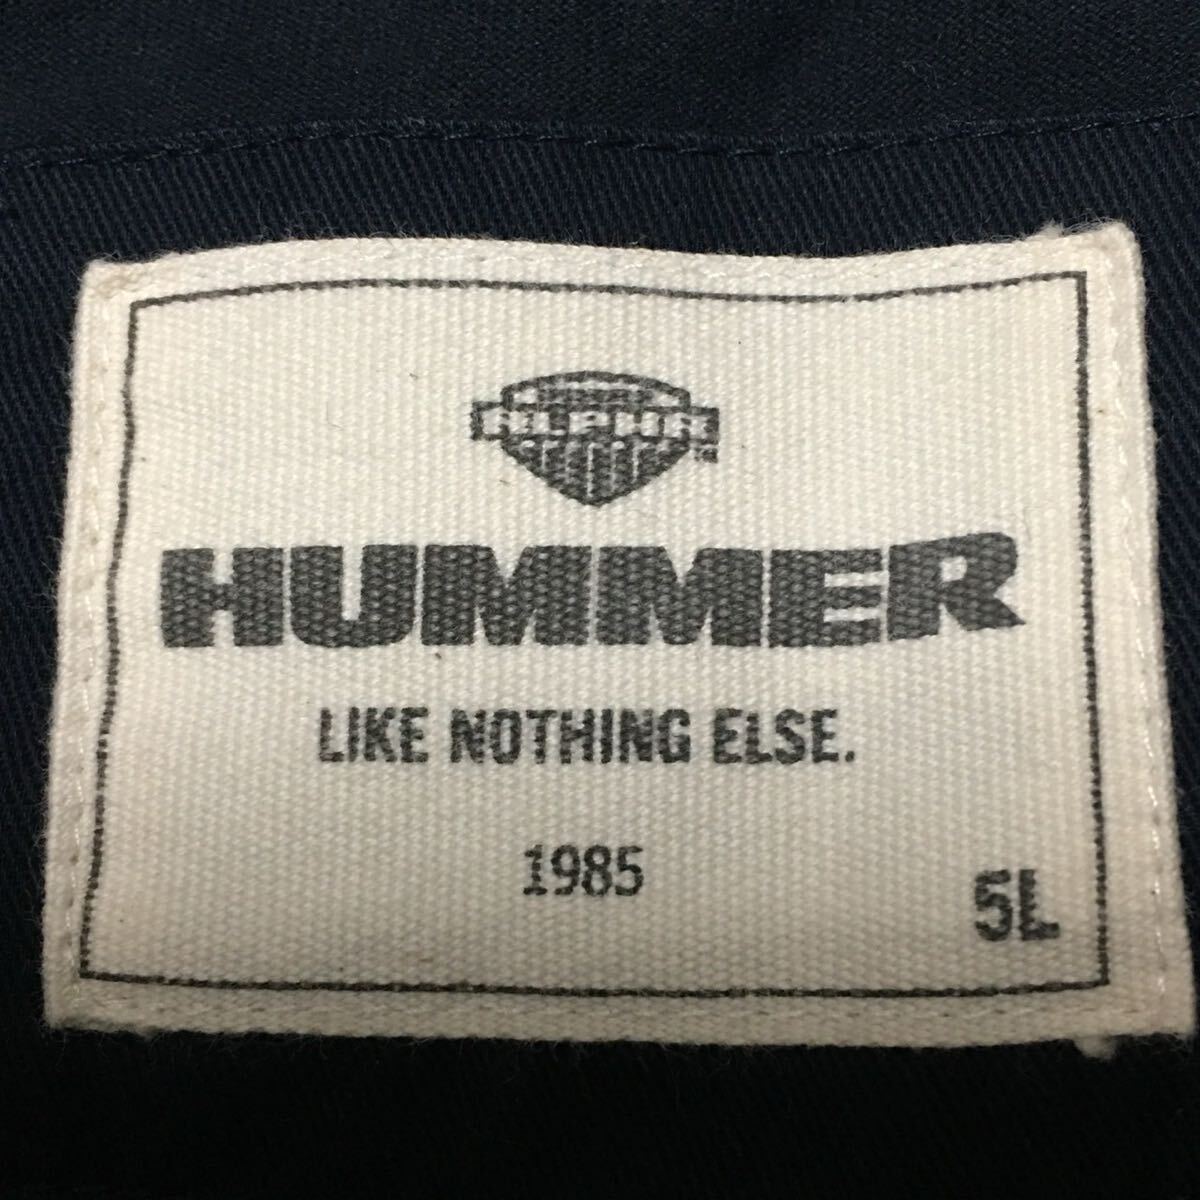 ALPHA
HUMMER
LIKE NOTHING ELSE.
1985
5L